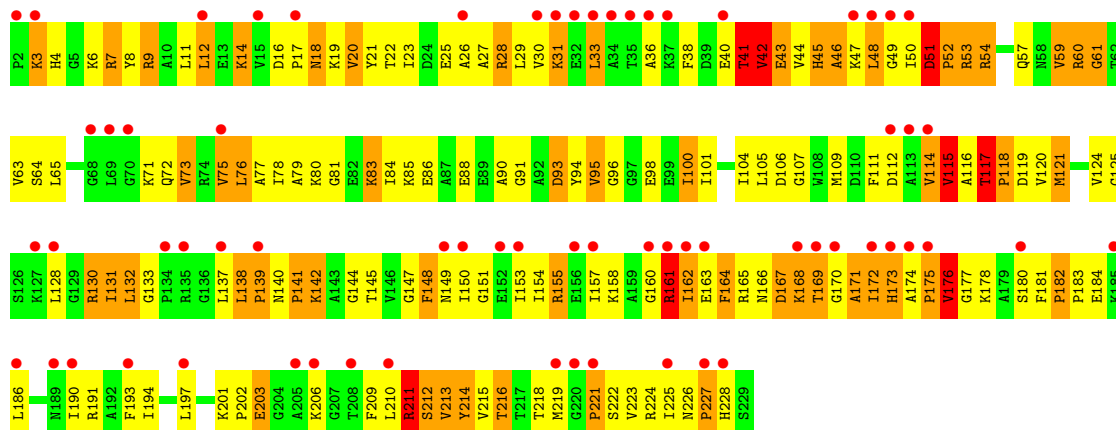 P2 K3 H4 G5 K6 R7 Y8 R9 A10 L11 L12 E13 K14 V15 D16 P17 N18 K19 V20 Y21 T22 I23 D24 E25 A26 A27 R28 L29 V30 K31 E32 L33 A34 T35 A36 K37 F38 D39 E40 T41 V42 E43 V44 H45 A46 K47 L48 G49 I50 D51 P52 R53 R54 Q57 N58 V59 R60 G61 T62
V63 S64 L65 G68 L69 G70 K71 Q72 V73 R74 V75 L76 A77 I78 A79 K80 G81 E82 K83 I84 K85 E86 A87 E88 E89 A90 G91 A92 D93 Y94 V95 G96 G97 E98 E99 I100 I101 I104 L105 D106 G107 W108 M109 D110 F111 D112 A113 V114 V115 A116 T117 P118 D119 V120 M121 V124 G125
S126 K127 L128 G129 R130 I131 L132 G133 P134 R135 G136 L137 L138 P139 N140 P141 K142 A143 G144 T145 V146 G147 F148 N149 I150 G151 E152 I153 I154 R155 E156 I157 K158 A159 G160 R161 I162 E163 F164 R165 N166 D167 K168 T169 G170 A171 I172 H173 A174 P175 V176 G177 K178 A179 S180 F181 P182 P183 E184 K185
L186 N189 I190 R191 A192 F193 I194 L197 K201 P202 E203 G204 A205 K206 G207 T208 F209 L210 R211 S212 V213 Y214 V215 T216 T217 T218 M219 G220 P221 S222 V223 R224 I225 N226 P227 H228 S229